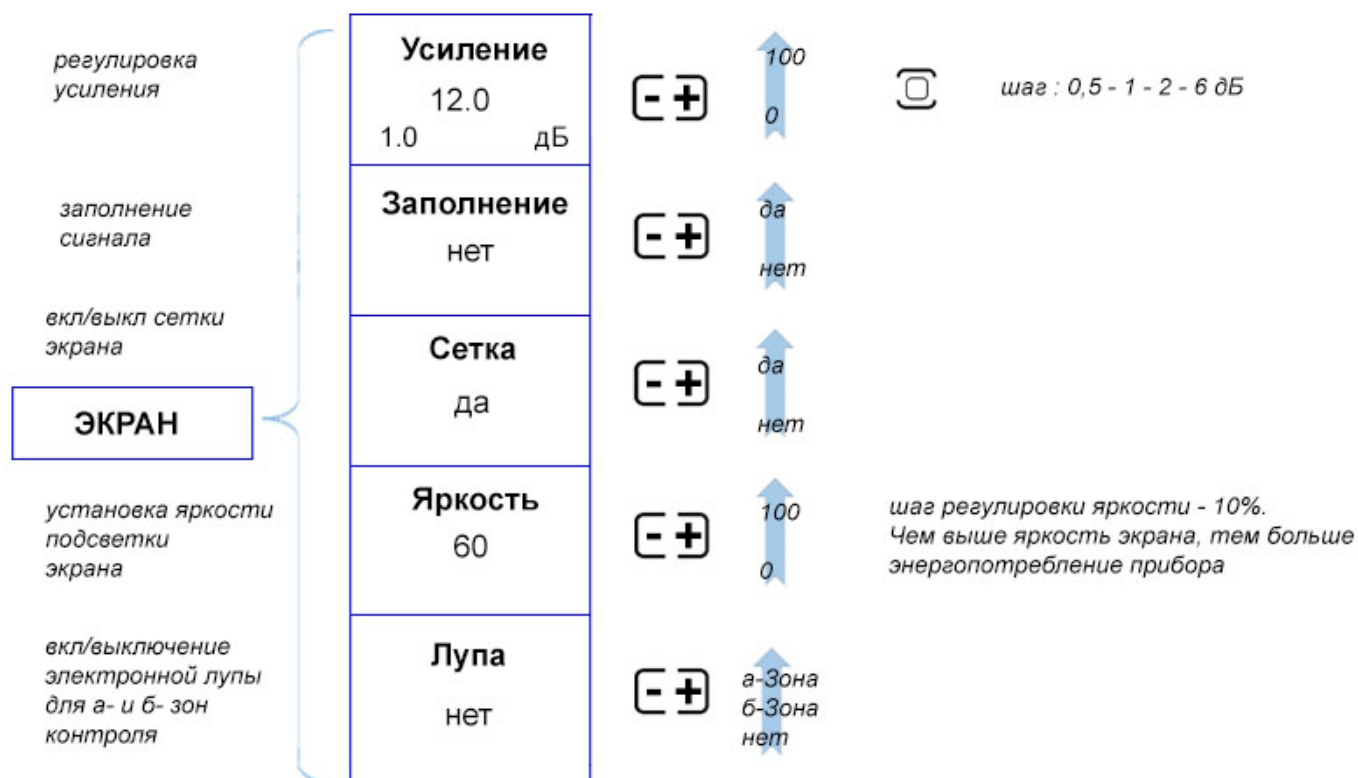 регулировка
усиления
Усиление
12.0
1.0 дБ
- +
100
0
шаг : 0,5 - 1 - 2 - 6 дБ
заполнение
сигнала
Заполнение
нет
- +
да
нет
вкл/выкл сетки
экрана
Сетка
да
- +
да
нет
ЭКРАН
установка яркости
подсветки
экрана
Яркость
60
- +
100
0
шаг регулировки яркости - 10%.
Чем выше яркость экрана, тем больше
энергопотребление прибора
вкл/выключение
электронной лупы
для а- и б- зон
контроля
Лупа
нет
- +
а-Зона
б-Зона
нет